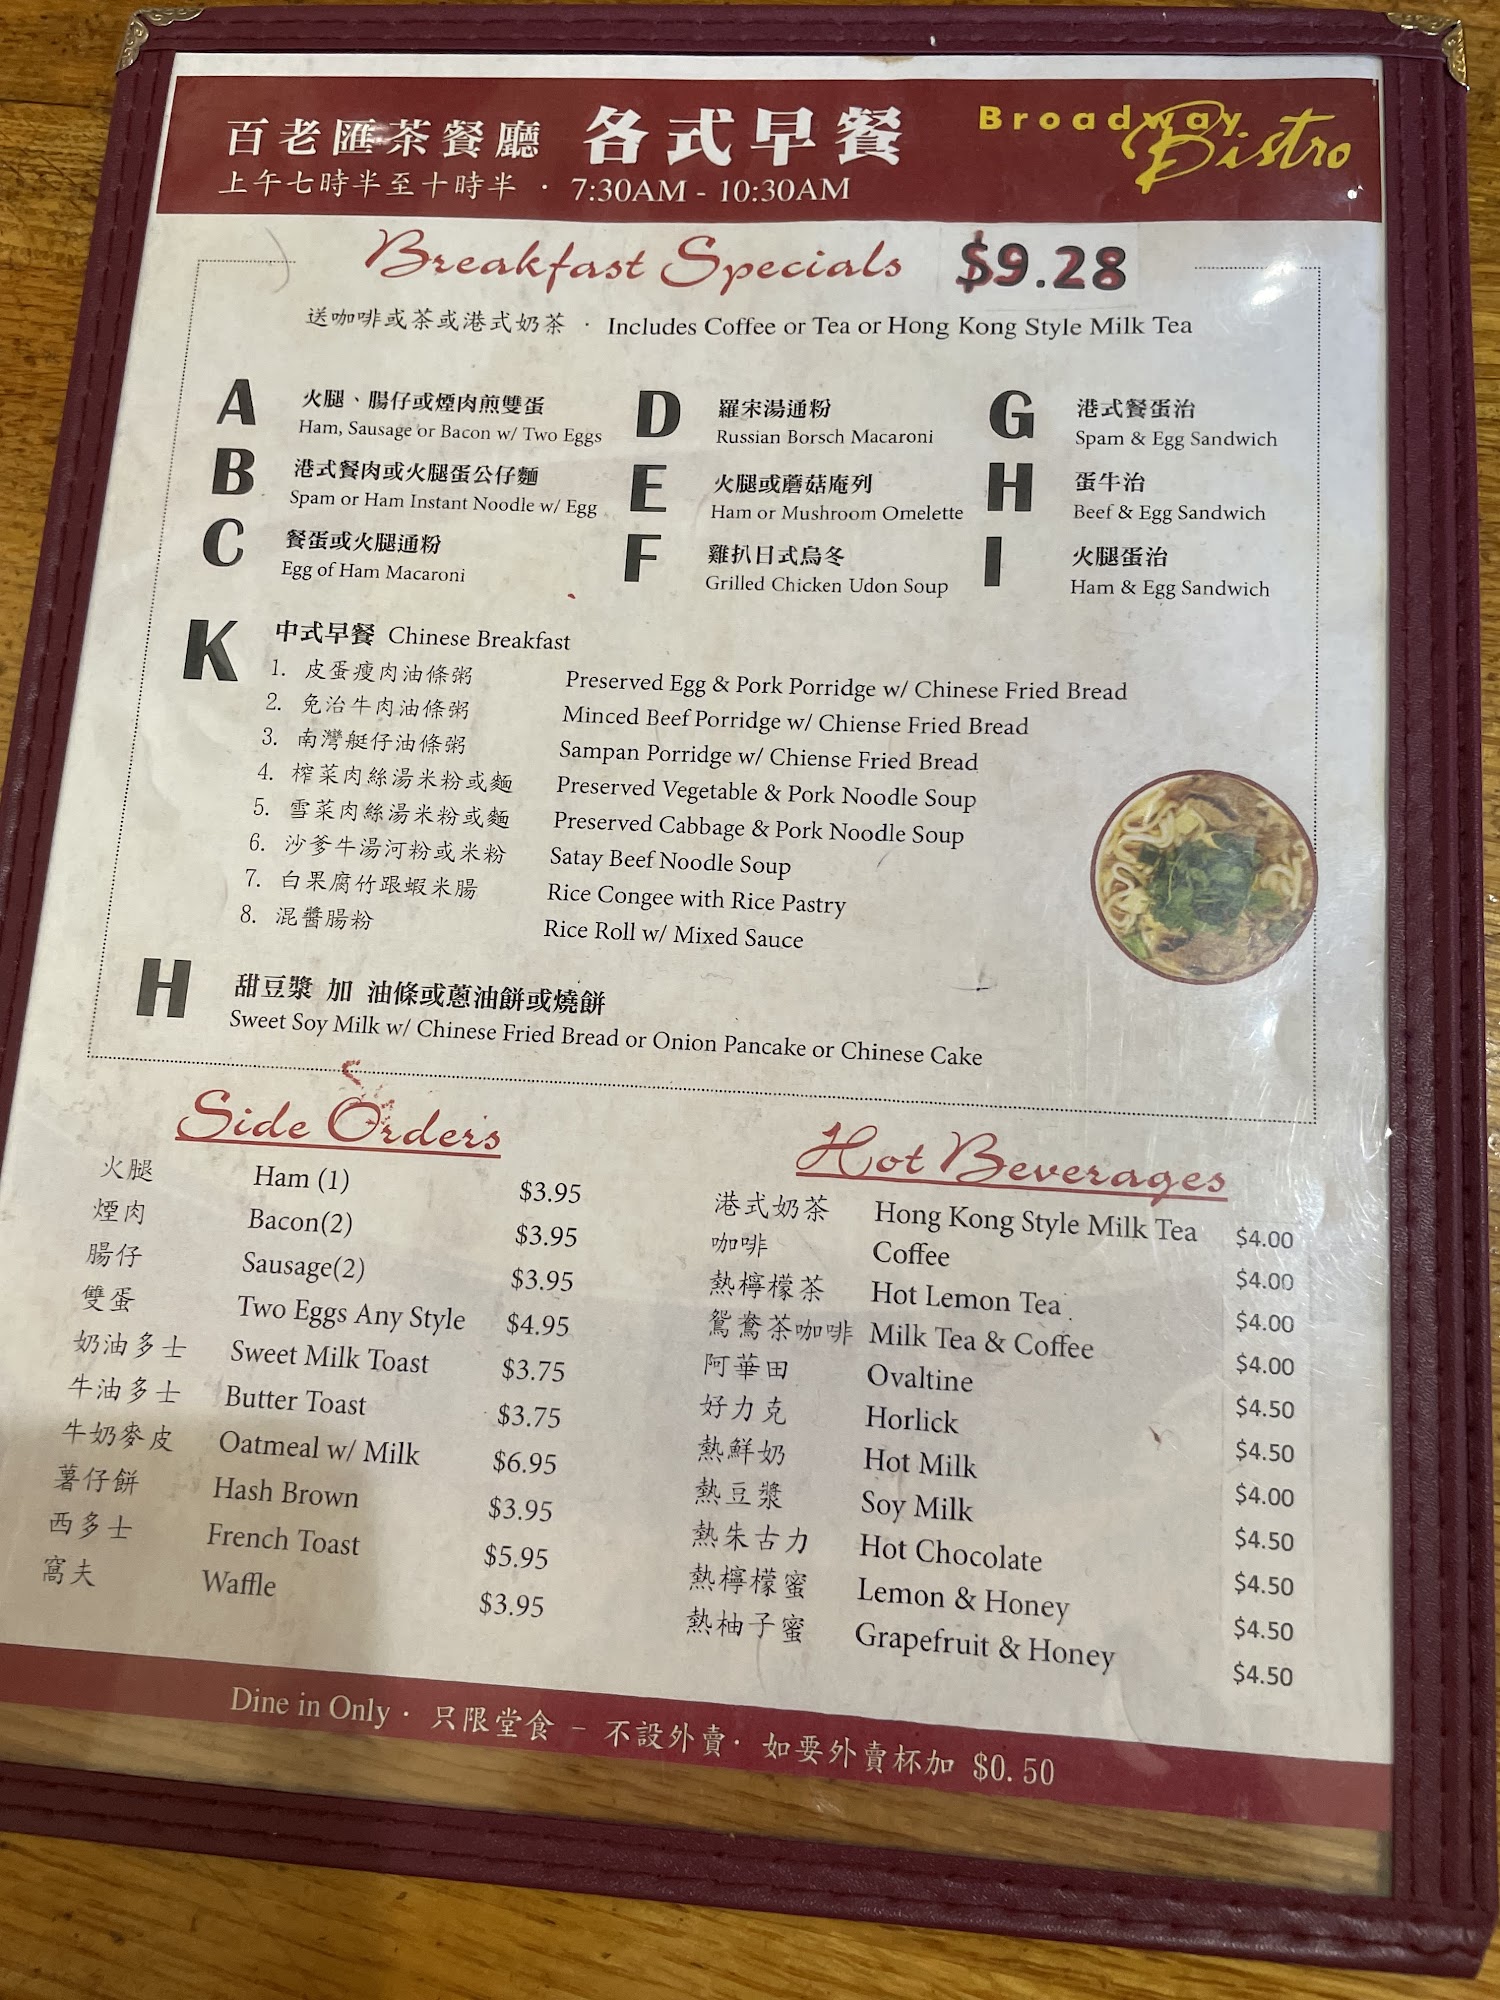 百老匯茶餐廳 各式早餐 Broadway Bistro
上午七時半至十時半 · 7:30AM - 10:30AM
Breakfast Specials $9.28
送咖啡或茶或港式奶茶 · Includes Coffee or Tea or Hong Kong Style Milk Tea
A 火腿、腸仔或煙肉煎雙蛋
Ham, Sausage or Bacon w/ Two Eggs
B 港式餐肉或火腿蛋公仔麵
Spam or Ham Instant Noodle w/ Egg
C 餐蛋或火腿通粉
Egg of Ham Macaroni
D 羅宋湯通粉
Russian Borsch Macaroni
E 火腿或蘑菇庵列
Ham or Mushroom Omelette
F 雞扒日式烏冬
Grilled Chicken Udon Soup
G 港式餐蛋治
Spam & Egg Sandwich
H 蛋牛治
Beef & Egg Sandwich
I 火腿蛋治
Ham & Egg Sandwich
K 中式早餐 Chinese Breakfast
1. 皮蛋瘦肉油條粥 Preserved Egg & Pork Porridge w/ Chinese Fried Bread
2. 免治牛肉油條粥 Minced Beef Porridge w/ Chiense Fried Bread
3. 南灣艇仔油條粥 Sampan Porridge w/ Chiense Fried Bread
4. 榨菜肉絲湯米粉或麵 Preserved Vegetable & Pork Noodle Soup
5. 雪菜肉絲湯米粉或麵 Preserved Cabbage & Pork Noodle Soup
6. 沙爹牛湯河粉或米粉 Satay Beef Noodle Soup
7. 白果腐竹跟蝦米腸 Rice Congee with Rice Pastry
8. 混醬腸粉 Rice Roll w/ Mixed Sauce
H 甜豆漿 加 油條或蔥油餅或燒餅
Sweet Soy Milk w/ Chinese Fried Bread or Onion Pancake or Chinese Cake
Side Orders
火腿 Ham (1) $3.95
煙肉 Bacon(2) $3.95
腸仔 Sausage(2) $3.95
雙蛋 Two Eggs Any Style $4.95
奶油多士 Sweet Milk Toast $3.75
牛油多士 Butter Toast $3.75
牛奶麥皮 Oatmeal w/ Milk $6.95
薯仔餅 Hash Brown $3.95
西多士 French Toast $5.95
窩夫 Waffle $3.95
Hot Beverages
港式奶茶 Hong Kong Style Milk Tea $4.00
咖啡 Coffee $4.00
熱檸檬茶 Hot Lemon Tea $4.00
鴛鴦茶咖啡 Milk Tea & Coffee $4.00
阿華田 Ovaltine $4.50
好力克 Horlick $4.50
熱鮮奶 Hot Milk $4.00
熱豆漿 Soy Milk $4.50
熱朱古力 Hot Chocolate $4.50
熱檸檬蜜 Lemon & Honey $4.50
熱柚子蜜 Grapefruit & Honey $4.50
Dine in Only · 只限堂食 - 不設外賣· 如要外賣杯加 $0.50